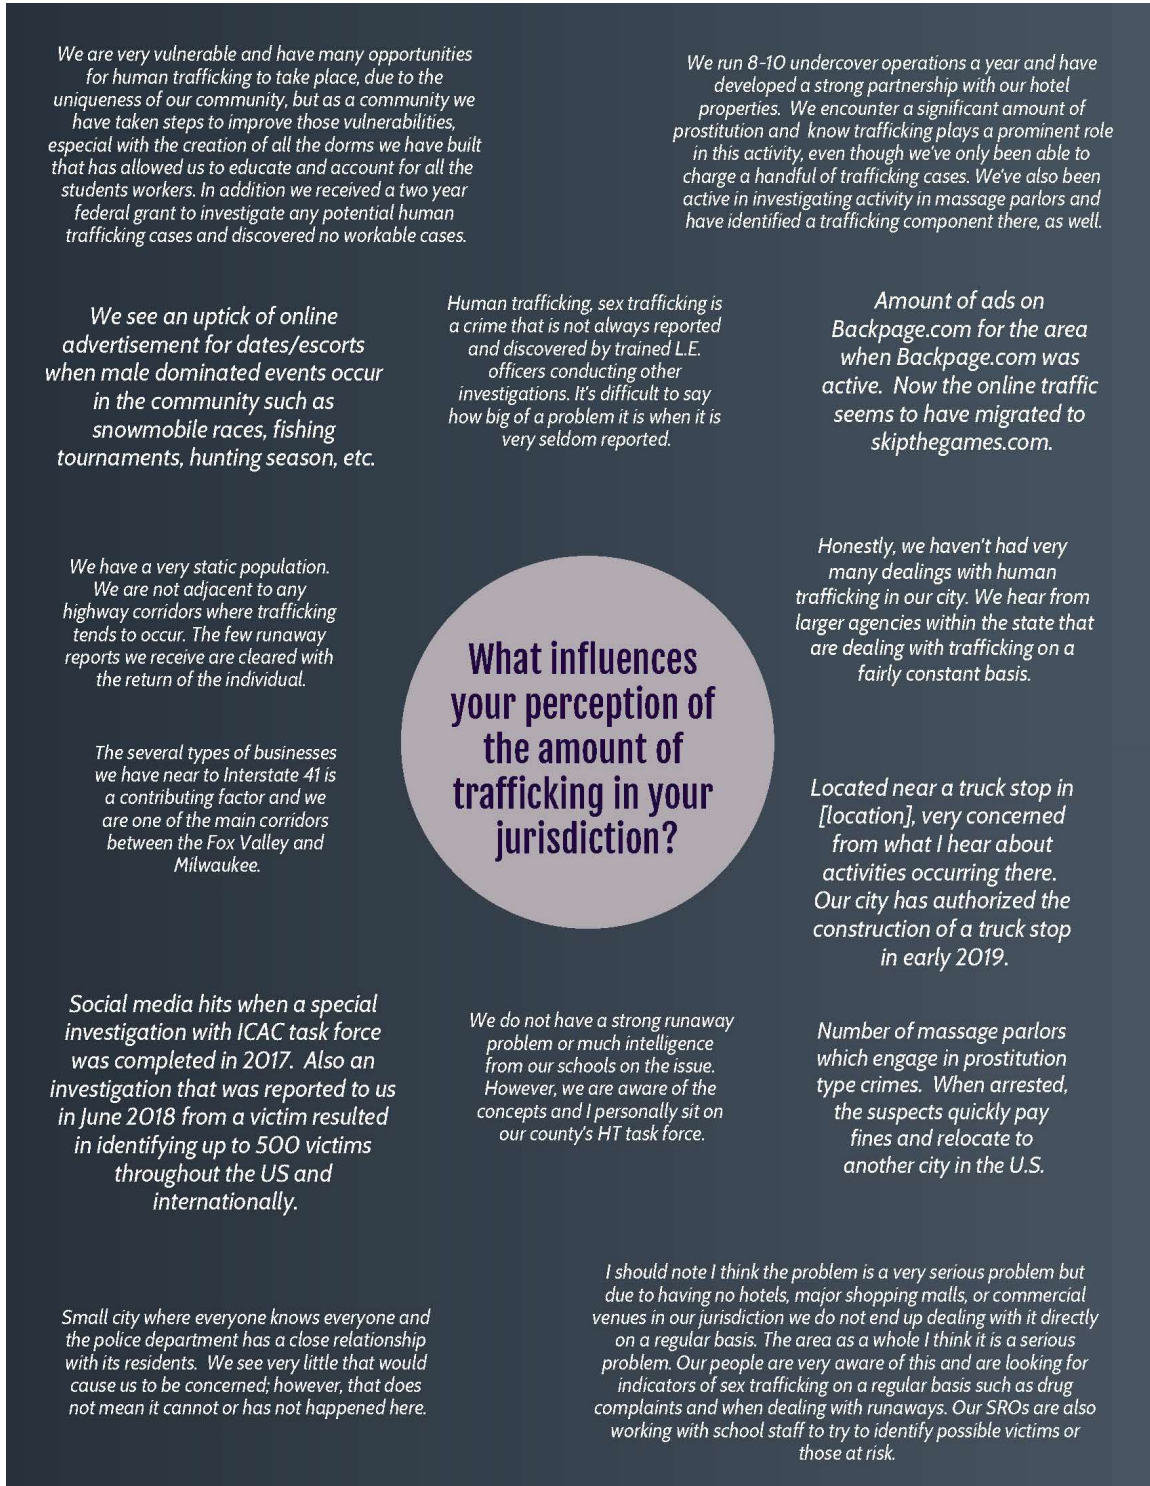 We are very vulnerable and have many opportunities
for human trafficking to take place, due to the
uniqueness of our community, but as a community we
have taken steps to improve those vulnerabilities,
especial with the creation of all the dorms we have built
that has allowed us to educate and account for all the
students workers. In addition we received a two year
federal grant to investigate any potential human
trafficking cases and discovered no workable cases.
We run 8-10 undercover operations a year and have
developed a strong partnership with our hotel
properties. We encounter a significant amount of
prostitution and know trafficking plays a prominent role
in this activity, even though we've only been able to
charge a handful of trafficking cases. We've also been
active in investigating activity in massage parlors and
have identified a trafficking component there, as well.
We see an uptick of online
advertisement for dates/escorts
when male dominated events occur
in the community such as
snowmobile races, fishing
tournaments, hunting season, etc.
Human trafficking, sex trafficking is
a crime that is not always reported
and discovered by trained L.E.
officers conducting other
investigations. It's difficult to say
how big of a problem it is when it is
very seldom reported.
Amount of ads on
Backpage.com for the area
when Backpage.com was
active. Now the online traffic
seems to have migrated to
skipthegames.com.
We have a very static population.
We are not adjacent to any
highway corridors where trafficking
tends to occur. The few runaway
reports we receive are cleared with
the return of the individual.
Honestly, we haven't had very
many dealings with human
trafficking in our city. We hear from
larger agencies within the state that
are dealing with trafficking on a
fairly constant basis.
What influences
your perception of
the amount of
trafficking in your
jurisdiction?
The several types of businesses
we have near to Interstate 41 is
a contributing factor and we
are one of the main corridors
between the Fox Valley and
Milwaukee.
Located near a truck stop in
[location], very concerned
from what I hear about
activities occurring there.
Our city has authorized the
construction of a truck stop
in early 2019.
Social media hits when a special
investigation with ICAC task force
was completed in 2017. Also an
investigation that was reported to us
in June 2018 from a victim resulted
in identifying up to 500 victims
throughout the US and
internationally.
We do not have a strong runaway
problem or much intelligence
from our schools on the issue.
However, we are aware of the
concepts and I personally sit on
our county's HT task force.
Number of massage parlors
which engage in prostitution
type crimes. When arrested,
the suspects quickly pay
fines and relocate to
another city in the U.S.
Small city where everyone knows everyone and
the police department has a close relationship
with its residents. We see very little that would
cause us to be concerned; however, that does
not mean it cannot or has not happened here.
I should note I think the problem is a very serious problem but
due to having no hotels, major shopping malls, or commercial
venues in our jurisdiction we do not end up dealing with it directly
on a regular basis. The area as a whole I think it is a serious
problem. Our people are very aware of this and are looking for
indicators of sex trafficking on a regular basis such as drug
complaints and when dealing with runaways. Our SROs are also
working with school staff to try to identify possible victims or
those at risk.